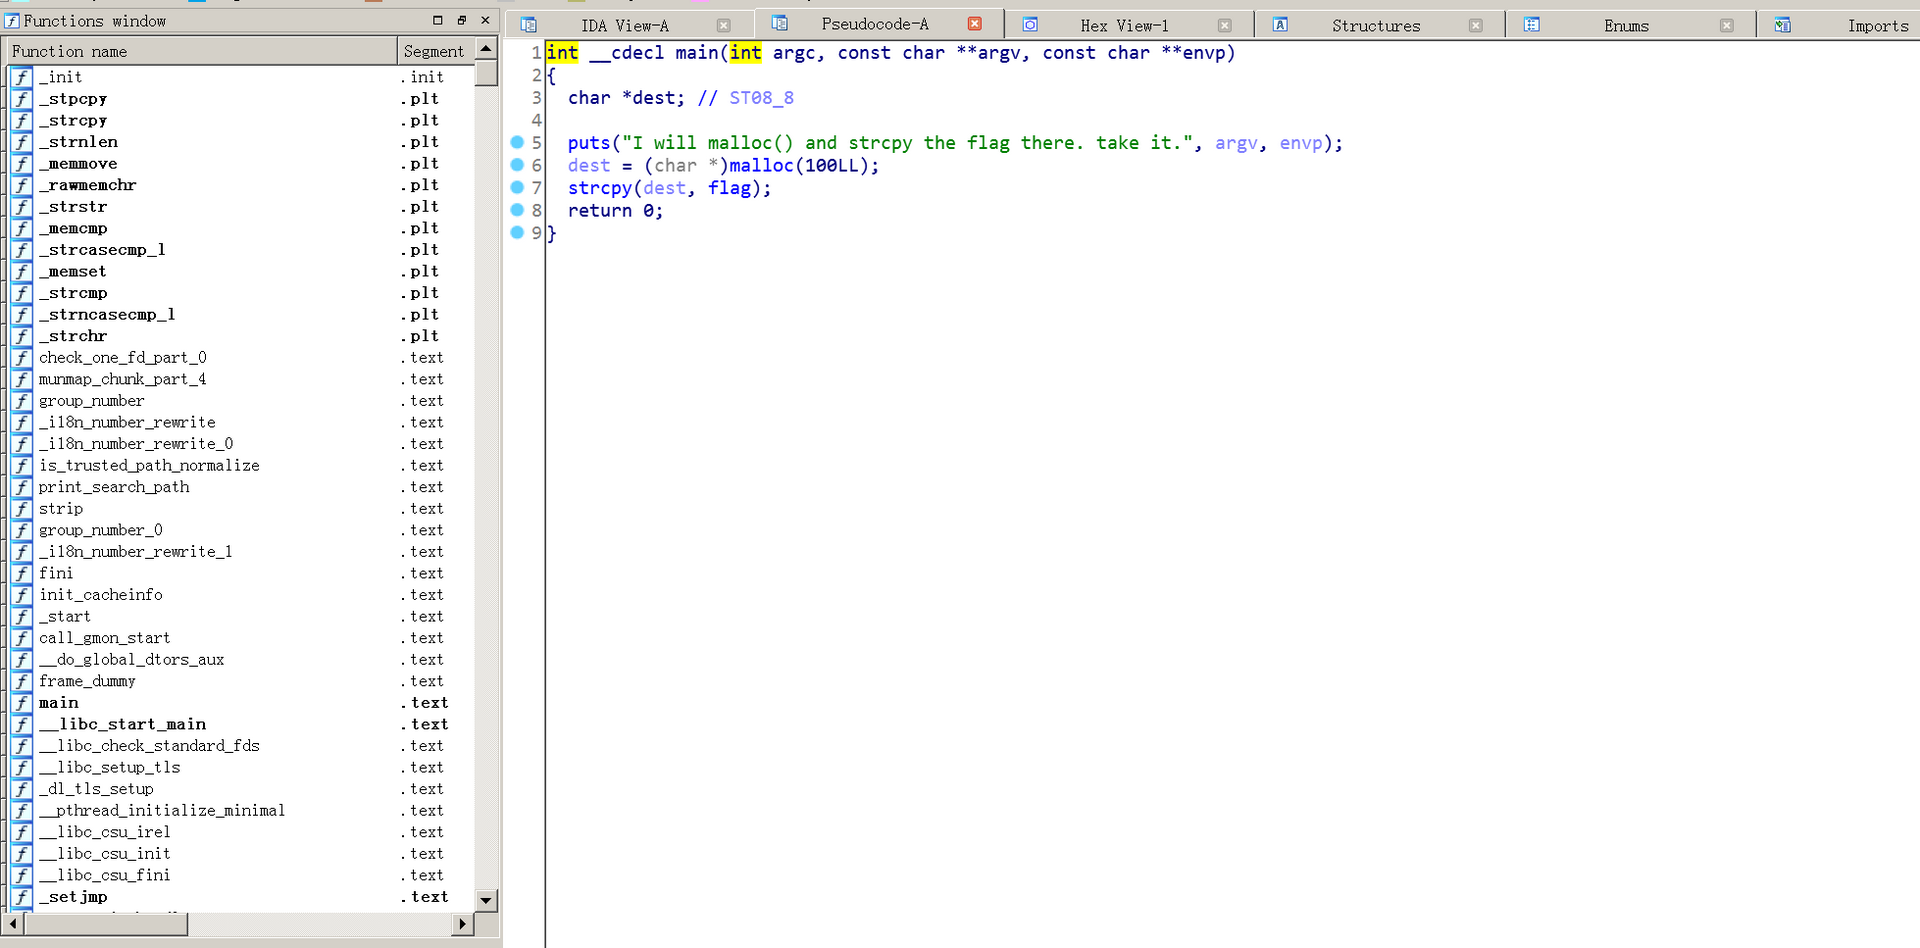 Functions window
Function name Segment
_init .init
_stpcpy .plt
_strcpy .plt
_strnlen .plt
_memmove .plt
_rawmemchr .plt
_strstr .plt
_memcmp .plt
_strcasecmp_l .plt
_memset .plt
_strcmp .plt
_strncasecmp_l .plt
_strchr .plt
check_one_fd_part_0 .text
munmap_chunk_part_4 .text
group_number .text
_i18n_number_rewrite .text
_i18n_number_rewrite_0 .text
is_trusted_path_normalize .text
print_search_path .text
strip .text
group_number_0 .text
_i18n_number_rewrite_1 .text
fini .text
init_cacheinfo .text
_start .text
call_gmon_start .text
__do_global_dtors_aux .text
frame_dummy .text
main .text
__libc_start_main .text
__libc_check_standard_fds .text
__libc_setup_tls .text
_dl_tls_setup .text
__pthread_initialize_minimal .text
__libc_csu_irel .text
__libc_csu_init .text
__libc_csu_fini .text
_setjmp .text
IDA View-A Pseudocode-A Hex View-1 Structures Enums Imports
1 int __cdecl main(int argc, const char **argv, const char **envp)
2 {
3 char *dest; // ST08_8
4
5 puts("I will malloc() and strcpy the flag there. take it.", argv, envp);
6 dest = (char *)malloc(100LL);
7 strcpy(dest, flag);
8 return 0;
9 }